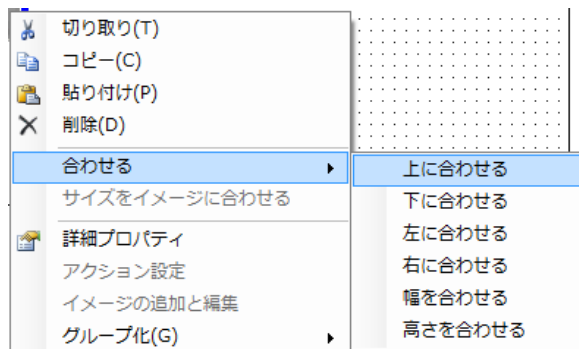 切り取り(T)
コピー(C)
貼り付け(P)
削除(D)
合わせる
サイズをイメージに合わせる
詳細プロパティ
アクション設定
イメージの追加と編集
グループ化(G)
上に合わせる
下に合わせる
左に合わせる
右に合わせる
幅を合わせる
高さを合わせる